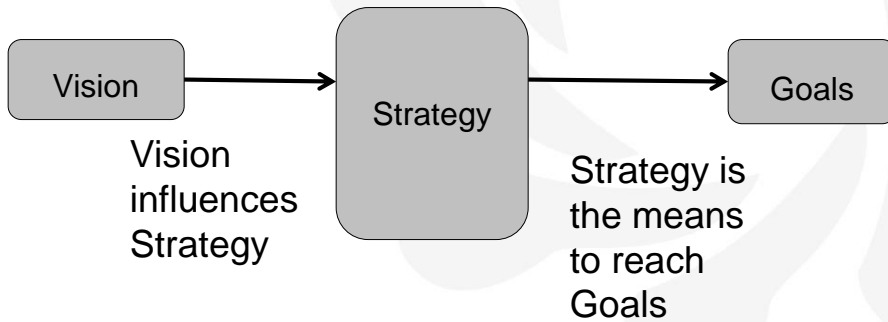 Vision
Strategy
Goals
Vision
influences
Strategy
Strategy is
the means
to reach
Goals